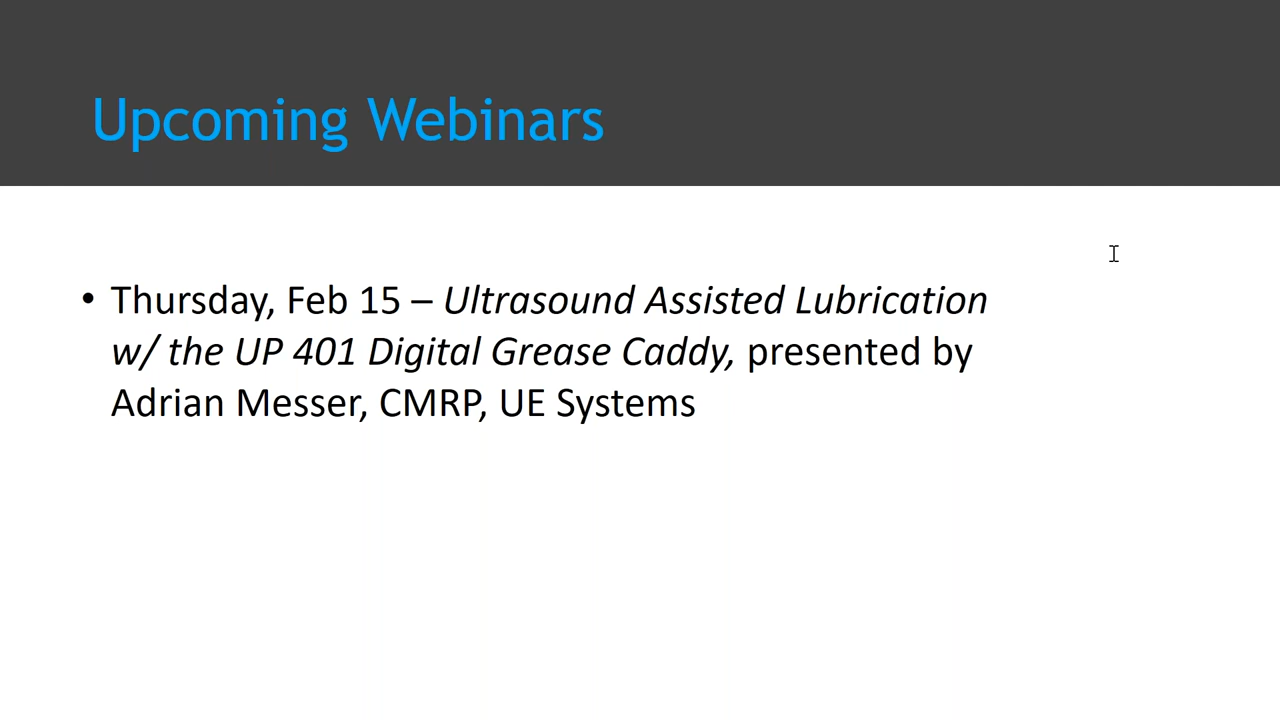 Upcoming Webinars
• Thursday, Feb 15 – Ultrasound Assisted Lubrication
w/ the UP 401 Digital Grease Caddy, presented by
Adrian Messer, CMRP, UE Systems